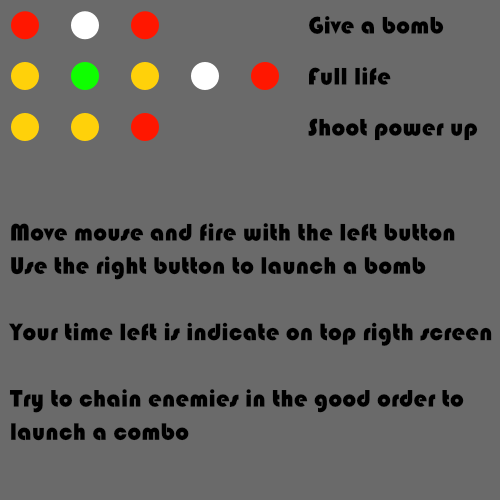 Give a bomb
Full life
Shoot power up
Move mouse and fire with the left button
Use the right button to launch a bomb
Your time left is indicate on top rigth screen
Try to chain enemies in the good order to
launch a combo